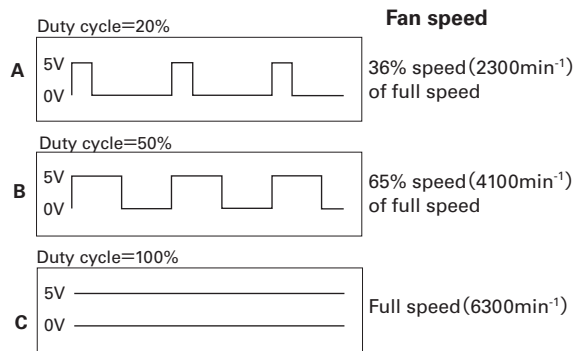 Fan speed
Duty cycle=20%
A
5V
0V
36% speed(2300min⁻¹)
of full speed
Duty cycle=50%
B
5V
0V
65% speed(4100min⁻¹)
of full speed
Duty cycle=100%
C
5V
0V
Full speed(6300min⁻¹)